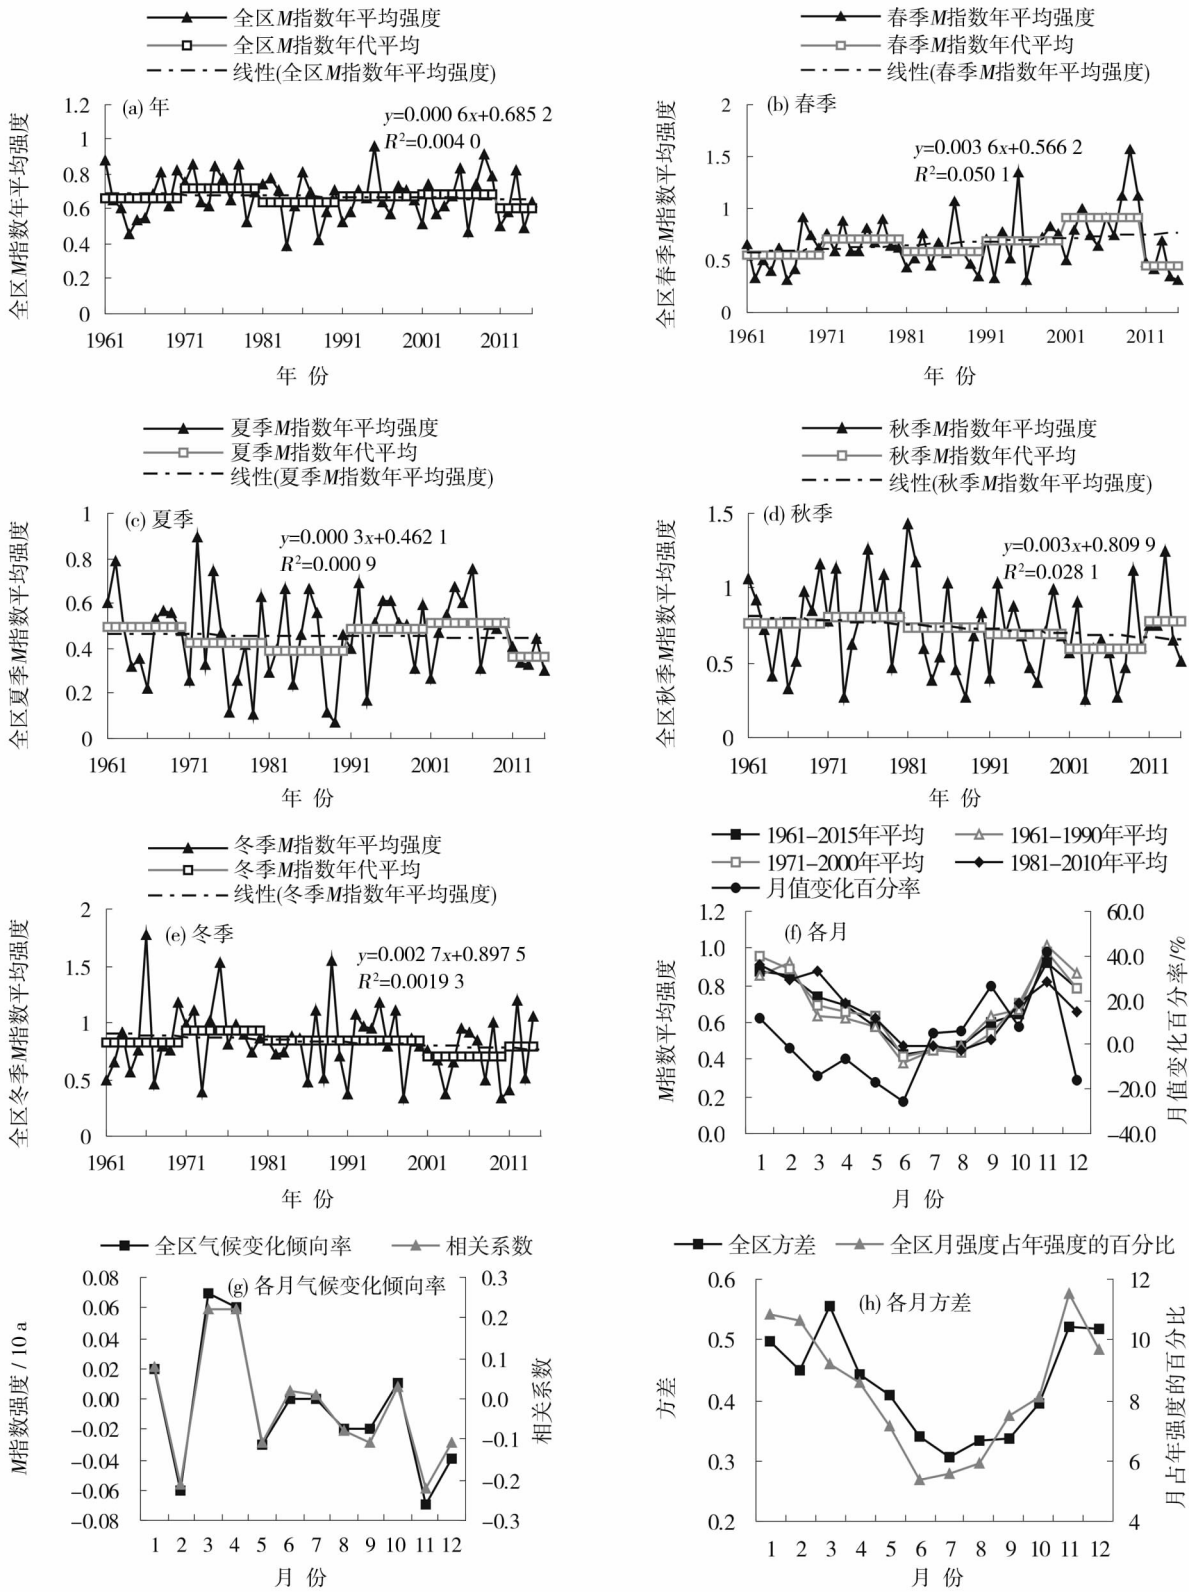 全区M指数年平均强度
全区M指数年代平均
线性(全区M指数年平均强度)
全区M指数年平均强度
(a) 年
y=0.000 6x+0.685 2
R²=0.004 0
1.2
1
0.8
0.6
0.4
0.2
0
1961 1971 1981 1991 2001 2011
年 份
春季M指数年平均强度
春季M指数年代平均
线性(春季M指数年平均强度)
全区春季M指数平均强度
(b) 春季
y=0.003 6x+0.566 2
R²=0.050 1
2
1.5
1
0.5
0
1961 1971 1981 1991 2001 2011
年 份
夏季M指数年平均强度
夏季M指数年代平均
线性(夏季M指数年平均强度)
全区夏季M指数平均强度
(c) 夏季
y=0.000 3x+0.462 1
R²=0.000 9
1
0.8
0.6
0.4
0.2
0
1961 1971 1981 1991 2001 2011
年 份
秋季M指数年平均强度
秋季M指数年代平均
线性(秋季M指数年平均强度)
全区秋季M指数平均强度
(d) 秋季
y=0.003x+0.809 9
R²=0.028 1
1.5
1
0.5
0
1961 1971 1981 1991 2001 2011
年 份
冬季M指数年平均强度
冬季M指数年代平均
线性(冬季M指数年平均强度)
全区冬季M指数平均强度
(e) 冬季
y=0.002 7x+0.897 5
R²=0.0019 3
2
1.5
1
0.5
0
1961 1971 1981 1991 2001 2011
年 份
1961–2015年平均 1961–1990年平均
1971–2000年平均 1981–2010年平均
月值变化百分率
M指数平均强度
(f) 各月
1.2
1.0
0.8
0.6
0.4
0.2
0.0
60.0
40.0
20.0
0.0
−20.0
−40.0
月值变化百分率/%
1 2 3 4 5 6 7 8 9 10 11 12
月 份
全区气候变化倾向率 相关系数
M指数强度 / 10 a
(g) 各月气候变化倾向率
0.08
0.06
0.04
0.02
0.00
−0.02
−0.04
−0.06
−0.08
0.3
0.2
0.1
0.0
−0.1
−0.2
−0.3
相关系数
1 2 3 4 5 6 7 8 9 10 11 12
月 份
全区方差 全区月强度占年强度的百分比
方差
(h) 各月方差
0.6
0.5
0.4
0.3
0.2
12
10
8
6
4
月占年强度的百分比
1 2 3 4 5 6 7 8 9 10 11 12
月 份